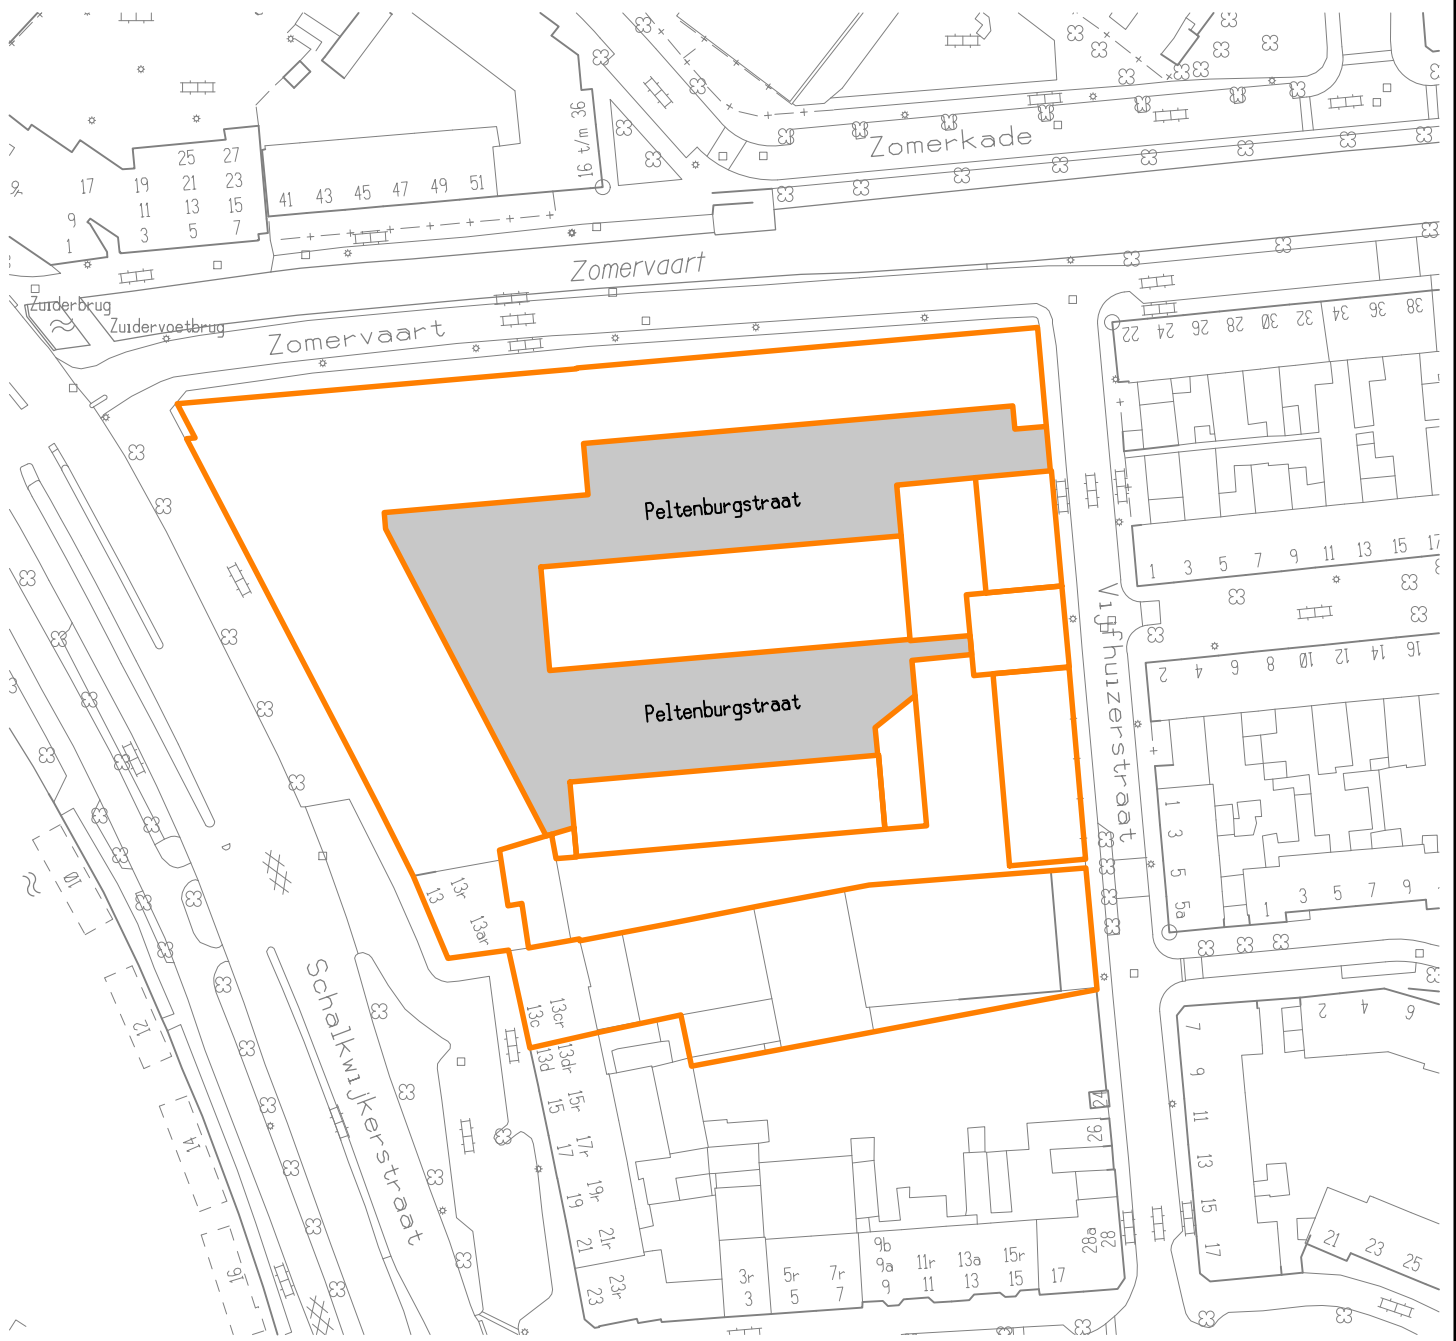 16 t/m 36
Zomerkade
25 27
17 19 21 23
9 11 13 15
1 3 5 7
41 43 45 47 49 51
Zomervaart
Zuiderbrug
Zuidervoetbrug
Zomervaart
22 24 26 28 30 32 34 36 38
Peltenburgstraat
1 3 5 7 9 11 13 15 17
Vijfhuizerstraat
2 4 6 8 10 12 14 16
Peltenburgstraat
1
3
5
5a
1 3 5 7 9
10
13 13r
13ar
12
Schalkwijkerstraat
13c 13cr
13d 13dr
2 4 6
7
9
11
13
15
17
24
26
28a
28
14
15 15r
17 17r
19 19r
21 21r
23 23r
16
3r 5r 7r 9b 9a 11r 13a 15r
3 5 7 9 11 13 15 17
21 23 25